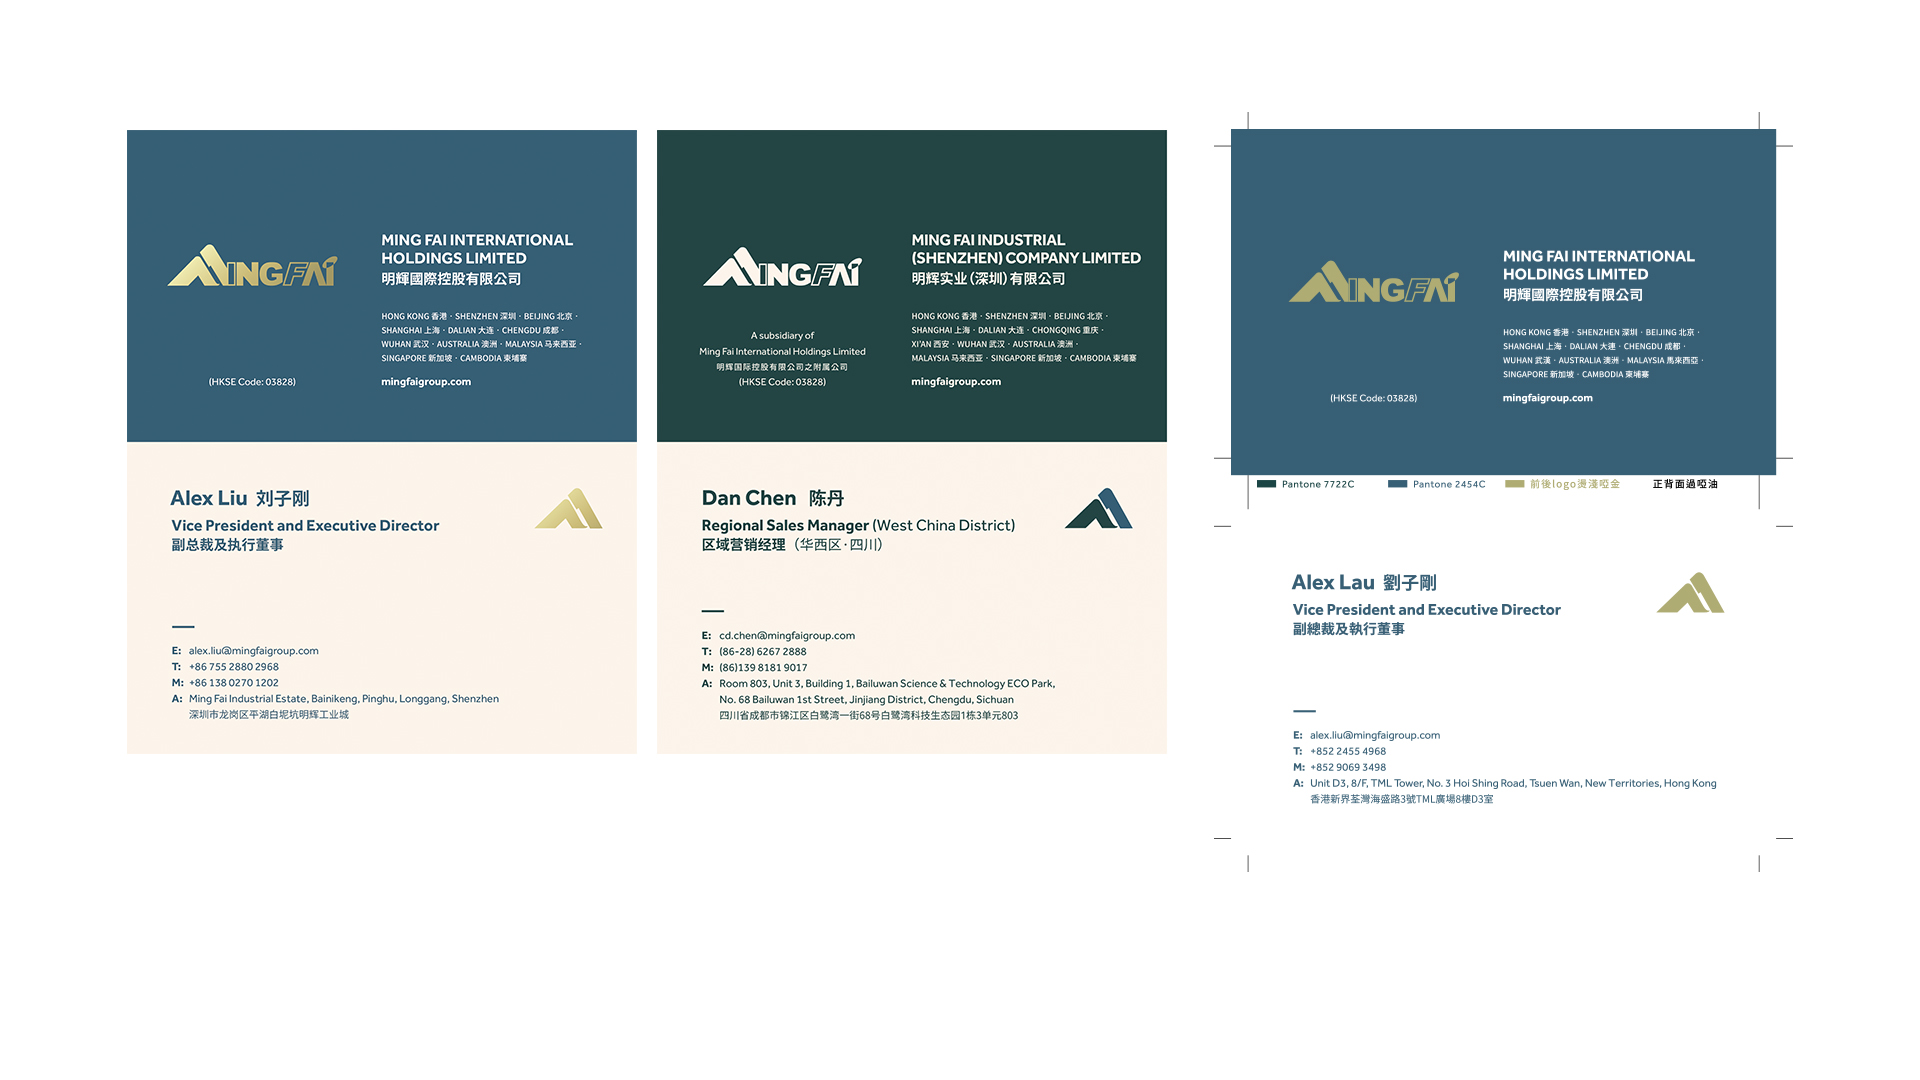 MING FAI
MING FAI INTERNATIONAL
HOLDINGS LIMITED
明輝國際控股有限公司
HONG KONG 香港 · SHENZHEN 深圳 · BEIJING 北京 ·
SHANGHAI 上海 · DALIAN 大连 · CHENGDU 成都 ·
WUHAN 武汉 · AUSTRALIA 澳洲 · MALAYSIA 马来西亚 ·
SINGAPORE 新加坡 · CAMBODIA 柬埔寨
(HKSE Code: 03828)
mingfaigroup.com
Alex Liu 刘子刚
Vice President and Executive Director
副总裁及执行董事
E: alex.liu@mingfaigroup.com
T: +86 755 2880 2968
M: +86 138 0270 1202
A: Ming Fai Industrial Estate, Bainikeng, Pinghu, Longgang, Shenzhen
深圳市龙岗区平湖白坭坑明辉工业城
MING FAI
MING FAI INDUSTRIAL
(SHENZHEN) COMPANY LIMITED
明辉实业（深圳）有限公司
HONG KONG 香港 · SHENZHEN 深圳 · BEIJING 北京 ·
SHANGHAI 上海 · DALIAN 大连 · CHONGQING 重庆 ·
XI'AN 西安 · WUHAN 武汉 · AUSTRALIA 澳洲 ·
MALAYSIA 马来西亚 · SINGAPORE 新加坡 · CAMBODIA 柬埔寨
A subsidiary of
Ming Fai International Holdings Limited
明辉国际控股有限公司之附属公司
(HKSE Code: 03828)
mingfaigroup.com
Dan Chen 陈丹
Regional Sales Manager (West China District)
区域营销经理（华西区·四川）
E: cd.chen@mingfaigroup.com
T: (86-28) 6267 2888
M: (86)139 8181 9017
A: Room 803, Unit 3, Building 1, Bailuwan Science & Technology ECO Park,
No. 68 Bailuwan 1st Street, Jinjiang District, Chengdu, Sichuan
四川省成都市锦江区白鹭湾一街68号白鹭湾科技生态园1栋3单元803
MING FAI
MING FAI INTERNATIONAL
HOLDINGS LIMITED
明輝國際控股有限公司
HONG KONG 香港 · SHENZHEN 深圳 · BEIJING 北京 ·
SHANGHAI 上海 · DALIAN 大連 · CHENGDU 成都 ·
WUHAN 武漢 · AUSTRALIA 澳洲 · MALAYSIA 馬來西亞 ·
SINGAPORE 新加坡 · CAMBODIA 柬埔寨
(HKSE Code: 03828)
mingfaigroup.com
Pantone 7722C Pantone 2454C 前後logo燙淺啞金 正背面過啞油
Alex Lau 劉子剛
Vice President and Executive Director
副總裁及執行董事
E: alex.liu@mingfaigroup.com
T: +852 2455 4968
M: +852 9069 3498
A: Unit D3, 8/F, TML Tower, No. 3 Hoi Shing Road, Tsuen Wan, New Territories, Hong Kong
香港新界荃灣海盛路3號TML廣場8樓D3室